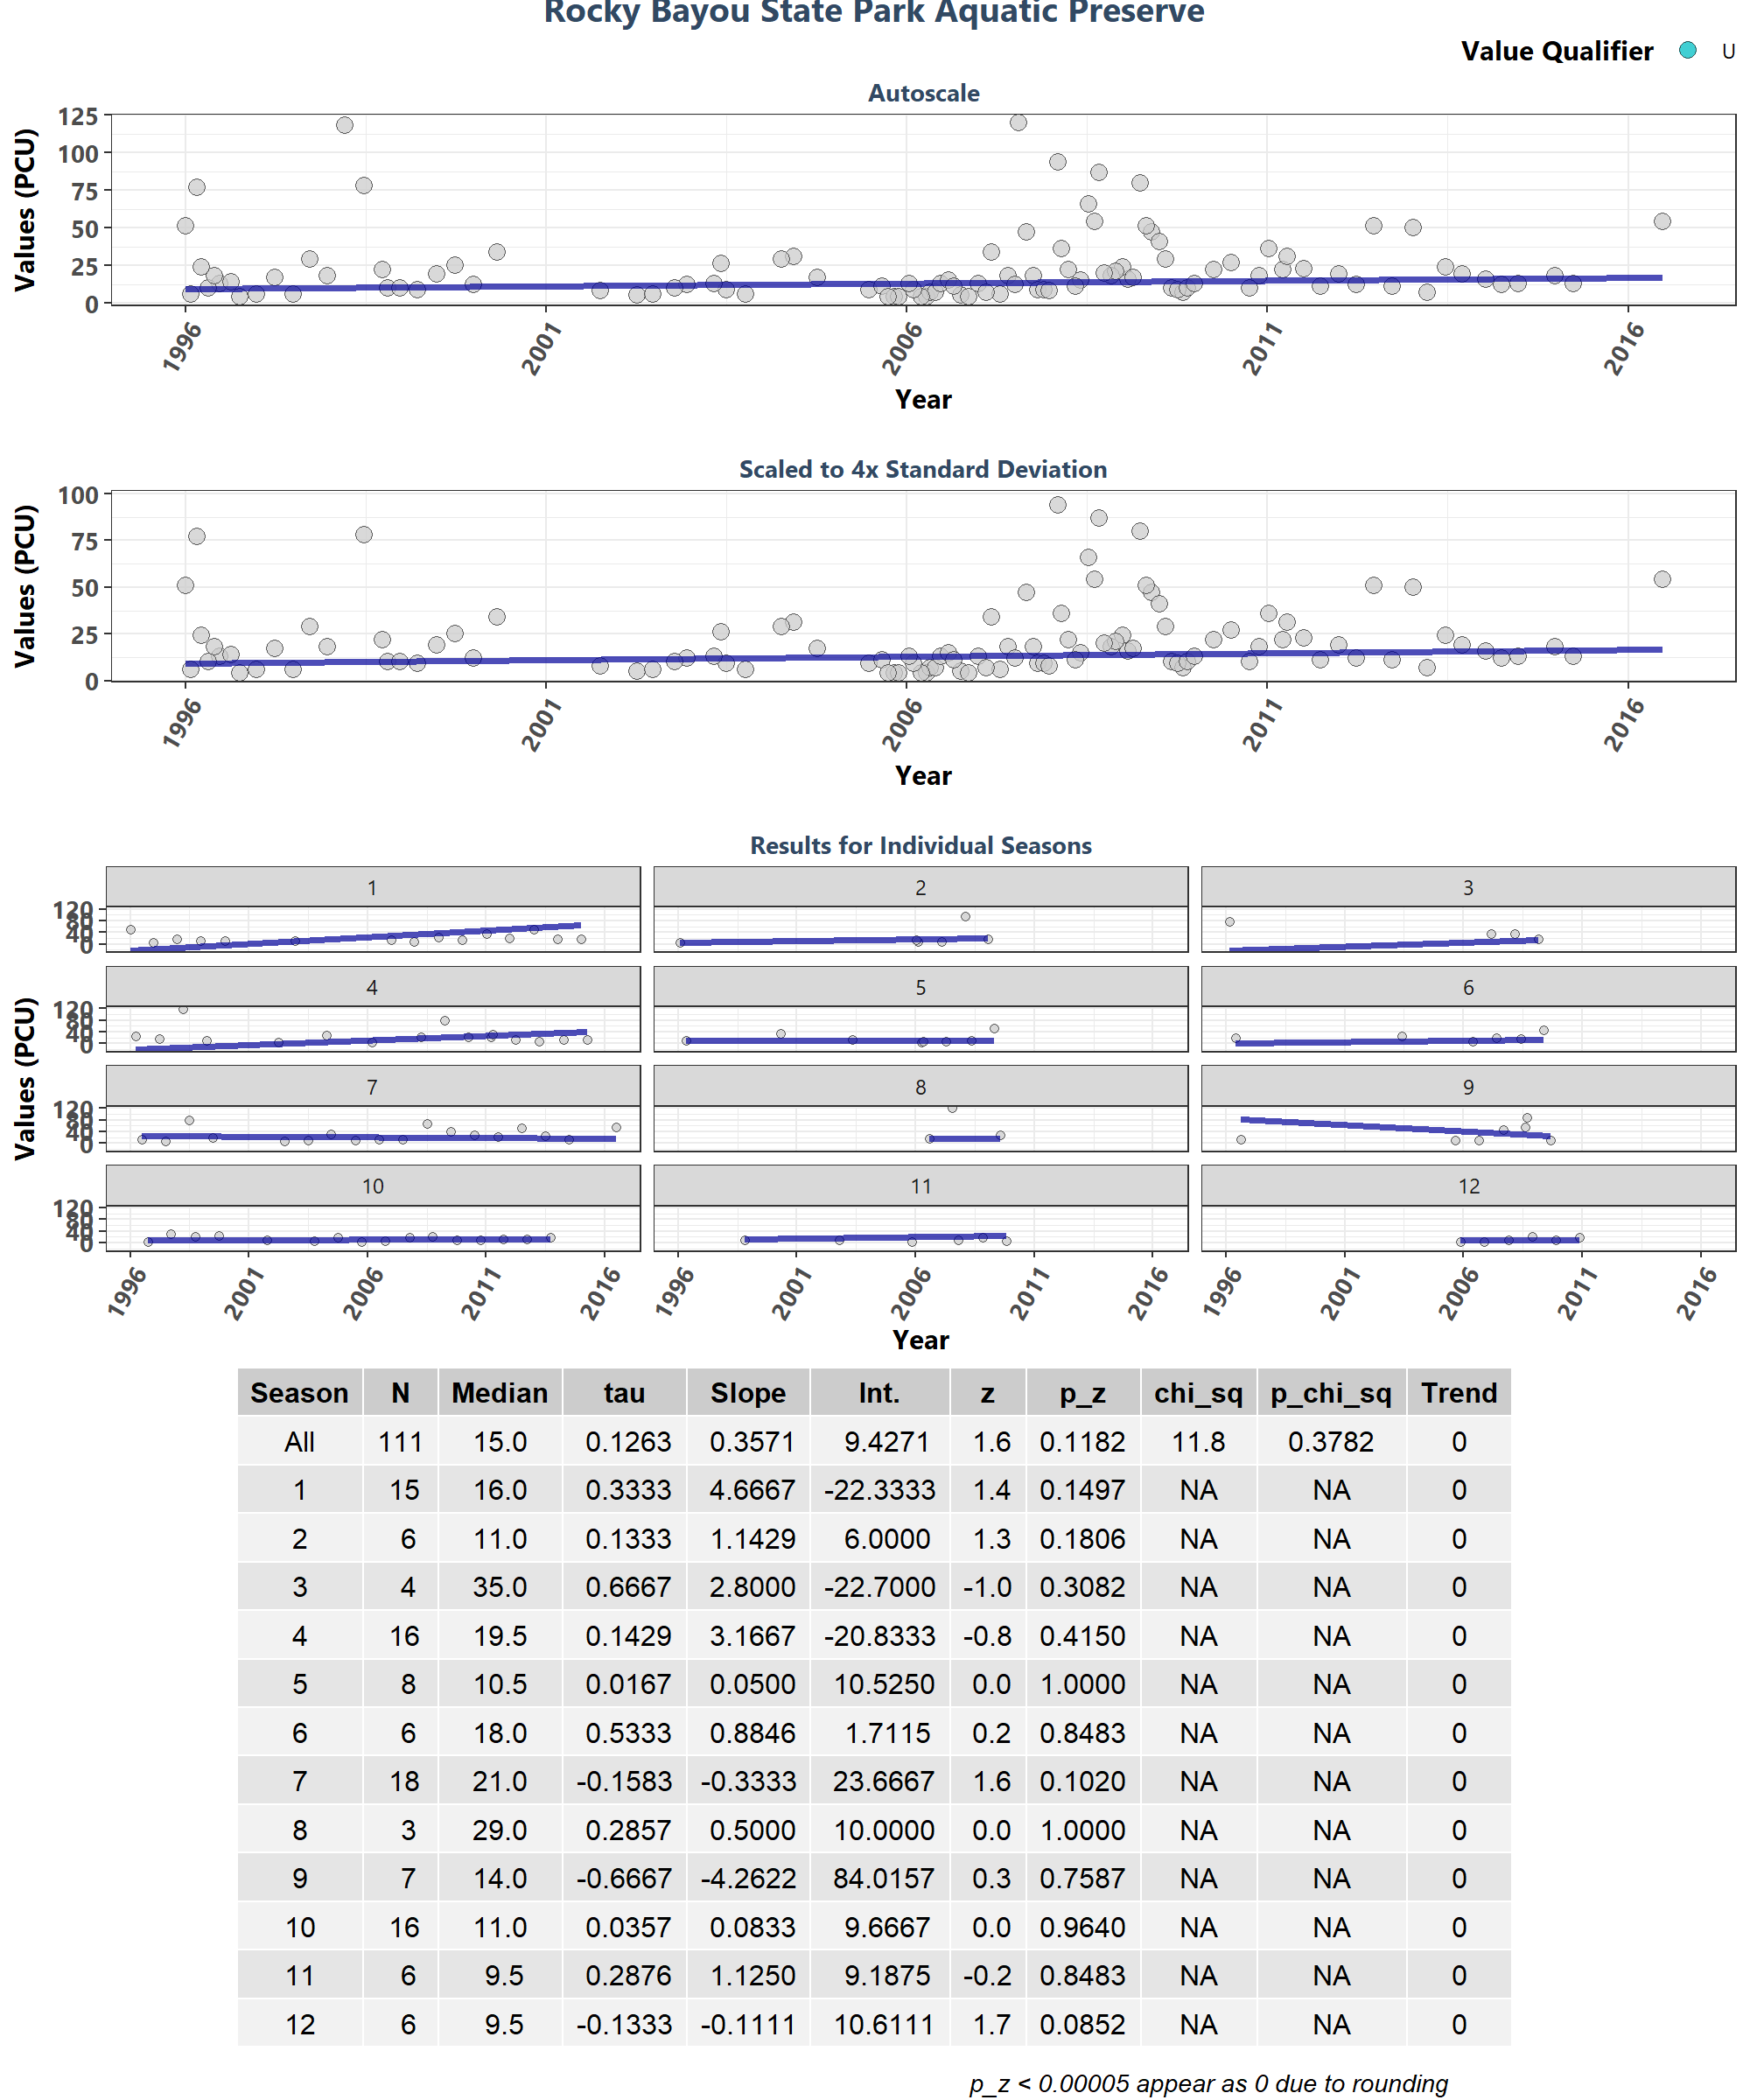 Rocky Bayou State Park Aquatic Preserve
Value Qualifier U
Autoscale
Values (PCU)
125
100
75
50
25
0
1996 2001 2006 2011 2016
Year
Scaled to 4x Standard Deviation
Values (PCU)
100
75
50
25
0
1996 2001 2006 2011 2016
Year
Results for Individual Seasons
Values (PCU)
1 2 3
120
80
40
0
4 5 6
120
80
40
0
7 8 9
120
80
40
0
10 11 12
120
80
40
0
1996 2001 2006 2011 2016 1996 2001 2006 2011 2016 1996 2001 2006 2011 2016
Year
Season N Median tau Slope Int. z p_z chi_sq p_chi_sq Trend
All 111 15.0 0.1263 0.3571 9.4271 1.6 0.1182 11.8 0.3782 0
1 15 16.0 0.3333 4.6667 -22.3333 1.4 0.1497 NA NA 0
2 6 11.0 0.1333 1.1429 6.0000 1.3 0.1806 NA NA 0
3 4 35.0 0.6667 2.8000 -22.7000 -1.0 0.3082 NA NA 0
4 16 19.5 0.1429 3.1667 -20.8333 -0.8 0.4150 NA NA 0
5 8 10.5 0.0167 0.0500 10.5250 0.0 1.0000 NA NA 0
6 6 18.0 0.5333 0.8846 1.7115 0.2 0.8483 NA NA 0
7 18 21.0 -0.1583 -0.3333 23.6667 1.6 0.1020 NA NA 0
8 3 29.0 0.2857 0.5000 10.0000 0.0 1.0000 NA NA 0
9 7 14.0 -0.6667 -4.2622 84.0157 0.3 0.7587 NA NA 0
10 16 11.0 0.0357 0.0833 9.6667 0.0 0.9640 NA NA 0
11 6 9.5 0.2876 1.1250 9.1875 -0.2 0.8483 NA NA 0
12 6 9.5 -0.1333 -0.1111 10.6111 1.7 0.0852 NA NA 0
p_z < 0.00005 appear as 0 due to rounding